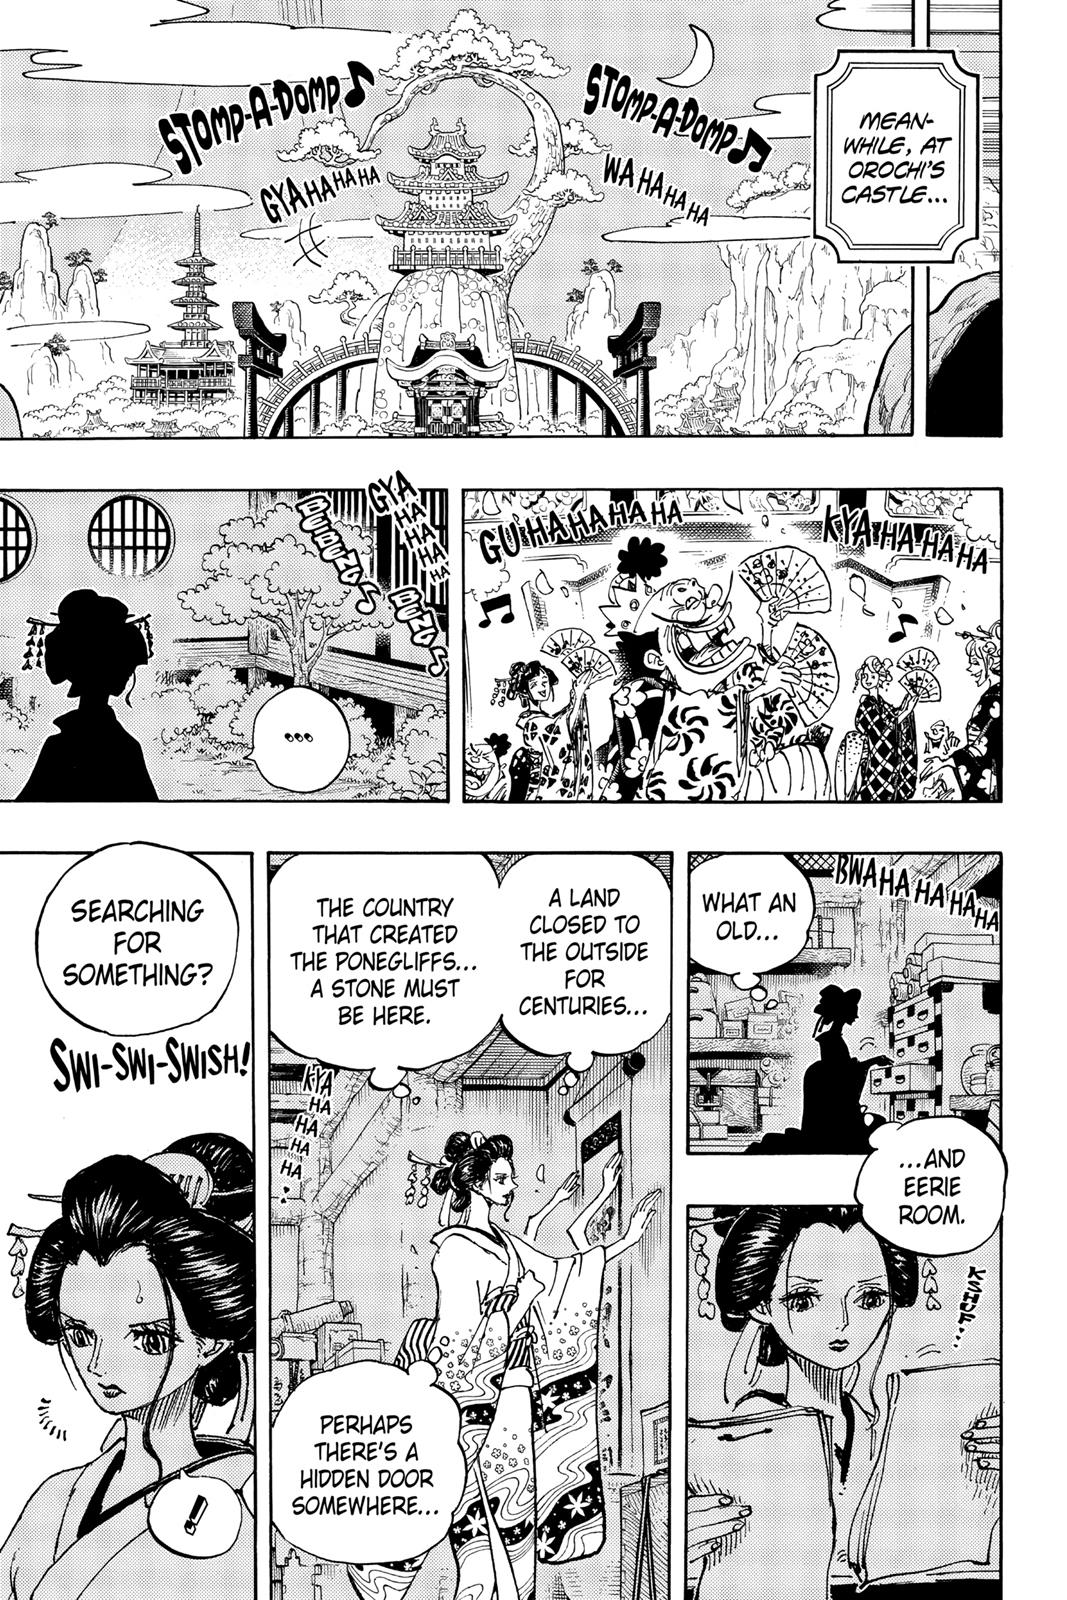 MEAN-
WHILE, AT
OROCHI'S
CASTLE...
STOMP-A-DOMP♪
WA HA HA HA
STOMP-A-DOMP♪
GYA HA HA HA HA
KYA HA HA HA HA
GU HA HA HA HA HA
GYA
HA
HA
HA
HA
HA
BEBENG♪
BENG♪
...
BWA HA HA HA HA HA
WHAT AN
OLD...
...AND
EERIE
ROOM.
KSHUF...
A LAND
CLOSED TO
THE OUTSIDE
FOR
CENTURIES...
THE COUNTRY
THAT CREATED
THE PONEGLIFFS...
A STONE MUST
BE HERE.
KYA
HA
HA
HA
HA
HA
PERHAPS
THERE'S A
HIDDEN DOOR
SOMEWHERE...
SEARCHING
FOR
SOMETHING?
SWI-SWI-SWISH!
!